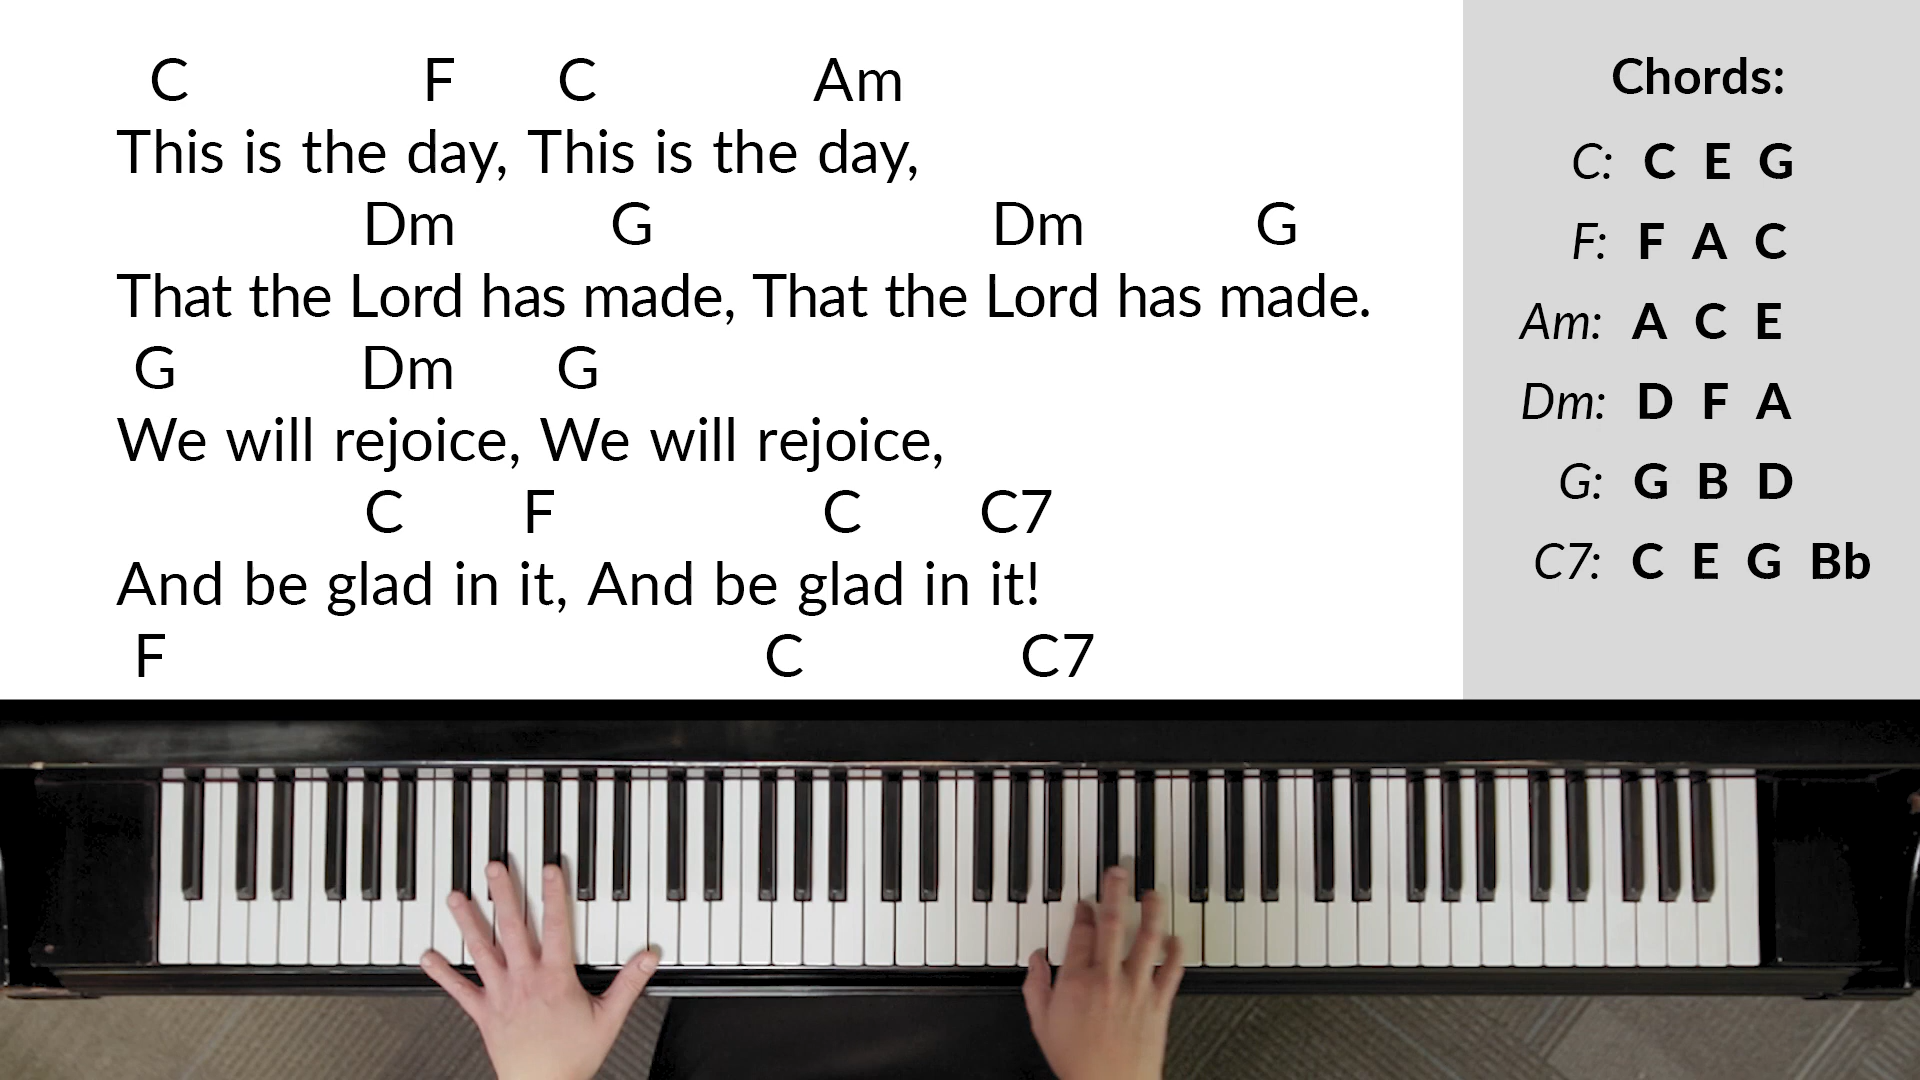 C F C Am
This is the day, This is the day,
Dm G Dm G
That the Lord has made, That the Lord has made.
G Dm G
We will rejoice, We will rejoice,
C F C C7
And be glad in it, And be glad in it!
F C C7
Chords:
C: C E G
F: F A C
Am: A C E
Dm: D F A
G: G B D
C7: C E G Bb